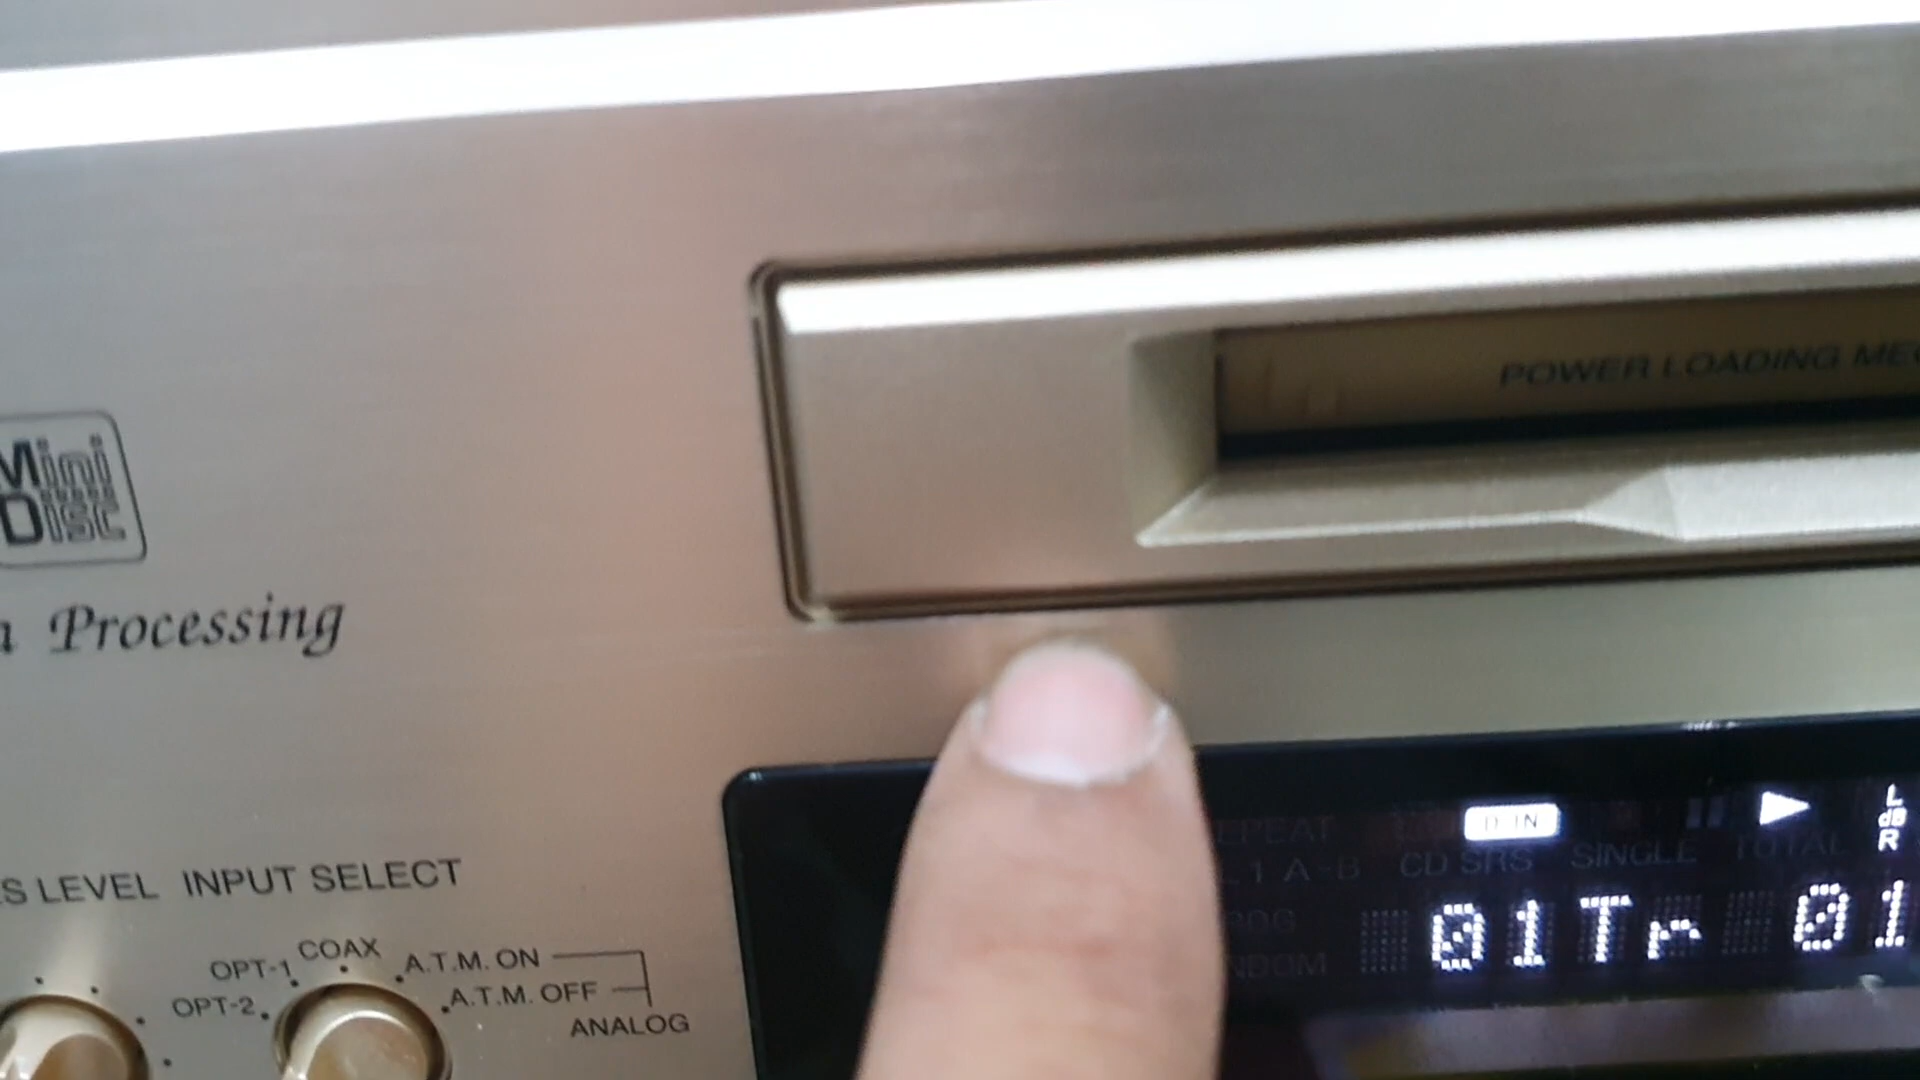 POWER LOADING
Mini
Disc
Processing
LEVEL INPUT SELECT
OPT-1 COAX A.T.M. ON
OPT-2 A.T.M. OFF
ANALOG
D.IN
L
dB
R
1 A-B CD SRS SINGLE TOTAL
01Tr 01